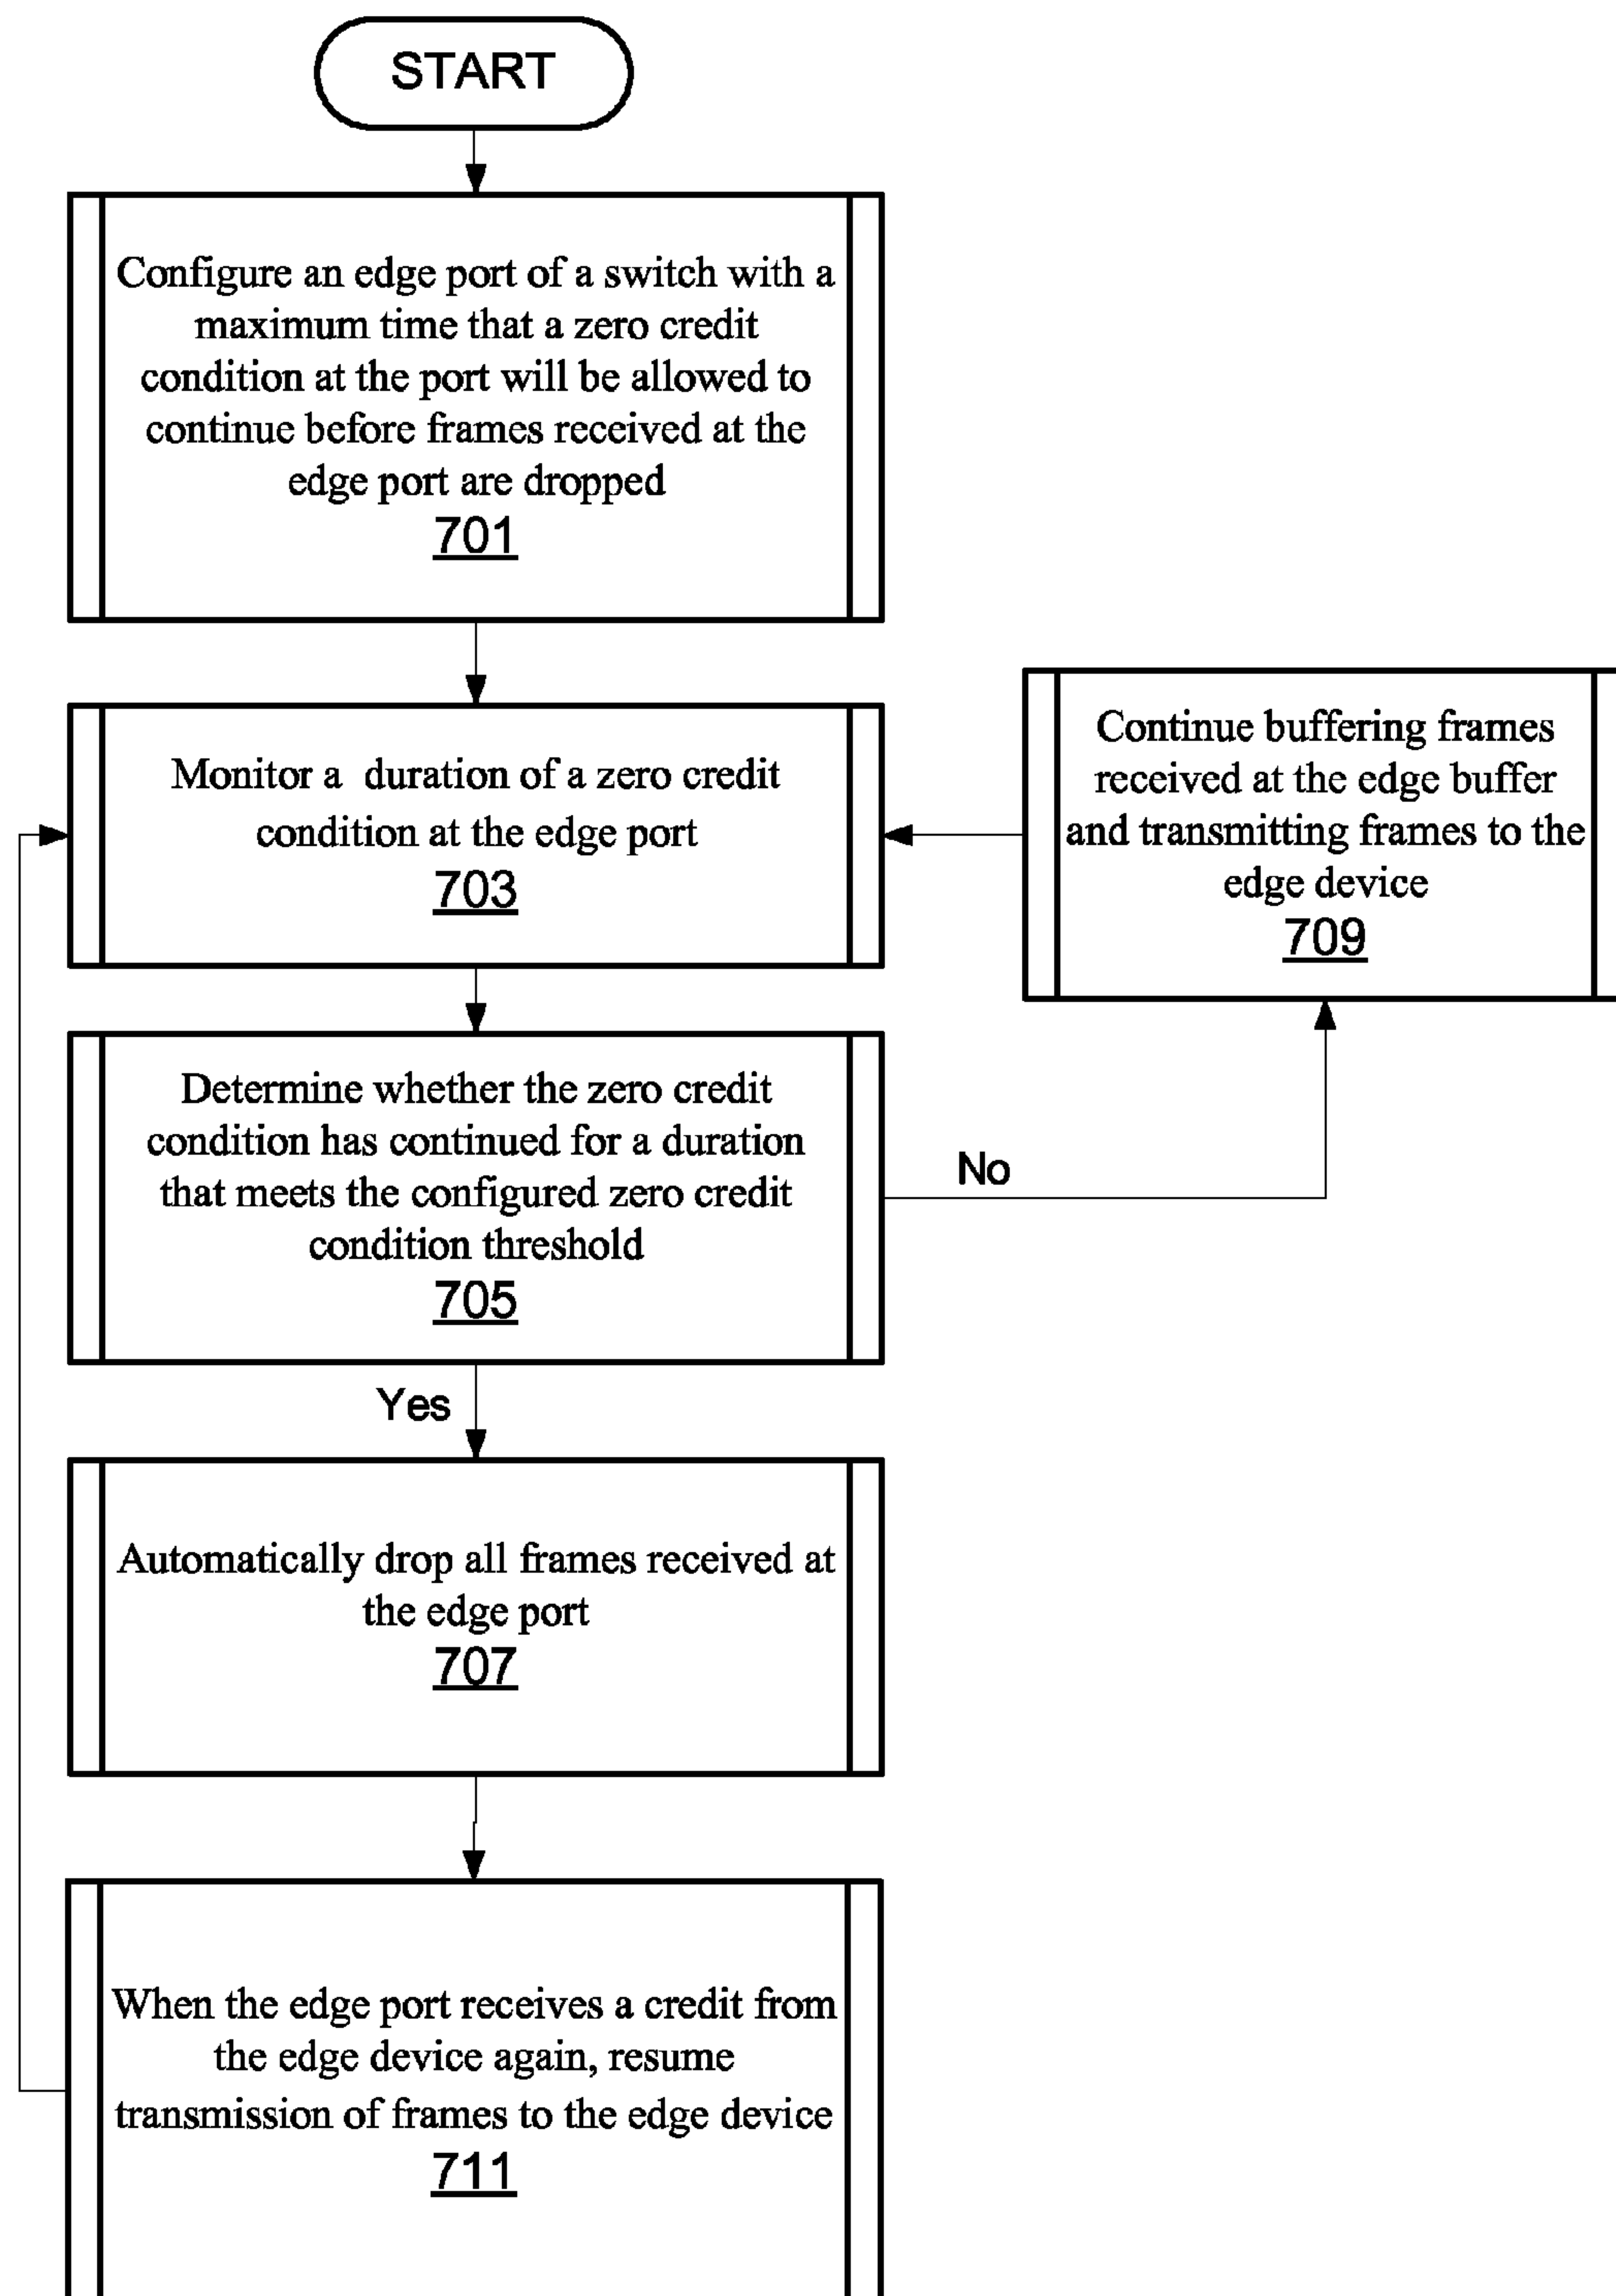 START
Configure an edge port of a switch with a
maximum time that a zero credit
condition at the port will be allowed to
continue before frames received at the
edge port are dropped
701
Monitor a duration of a zero credit
condition at the edge port
703
Continue buffering frames
received at the edge buffer
and transmitting frames to the
edge device
709
Determine whether the zero credit
condition has continued for a duration
that meets the configured zero credit
condition threshold
705
No
Yes
Automatically drop all frames received at
the edge port
707
When the edge port receives a credit from
the edge device again, resume
transmission of frames to the edge device
711